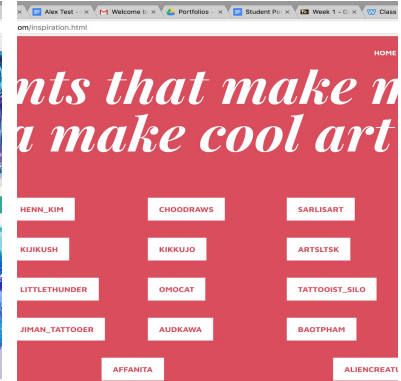 Alex Test -
Welcome t
Portfolios -
Student Po
Week 1 - D
Class
om/inspiration.html
HOME
nts that make m
a make cool art
HENN_KIM
CHOODRAWS
SARLISART
KIJIKUSH
KIKKUJO
ARTSLTSK
LITTLETHUNDER
OMOCAT
TATTOOIST_SILO
JIMAN_TATTOOER
AUDKAWA
BAOTPHAM
AFFANITA
ALIENCREATU